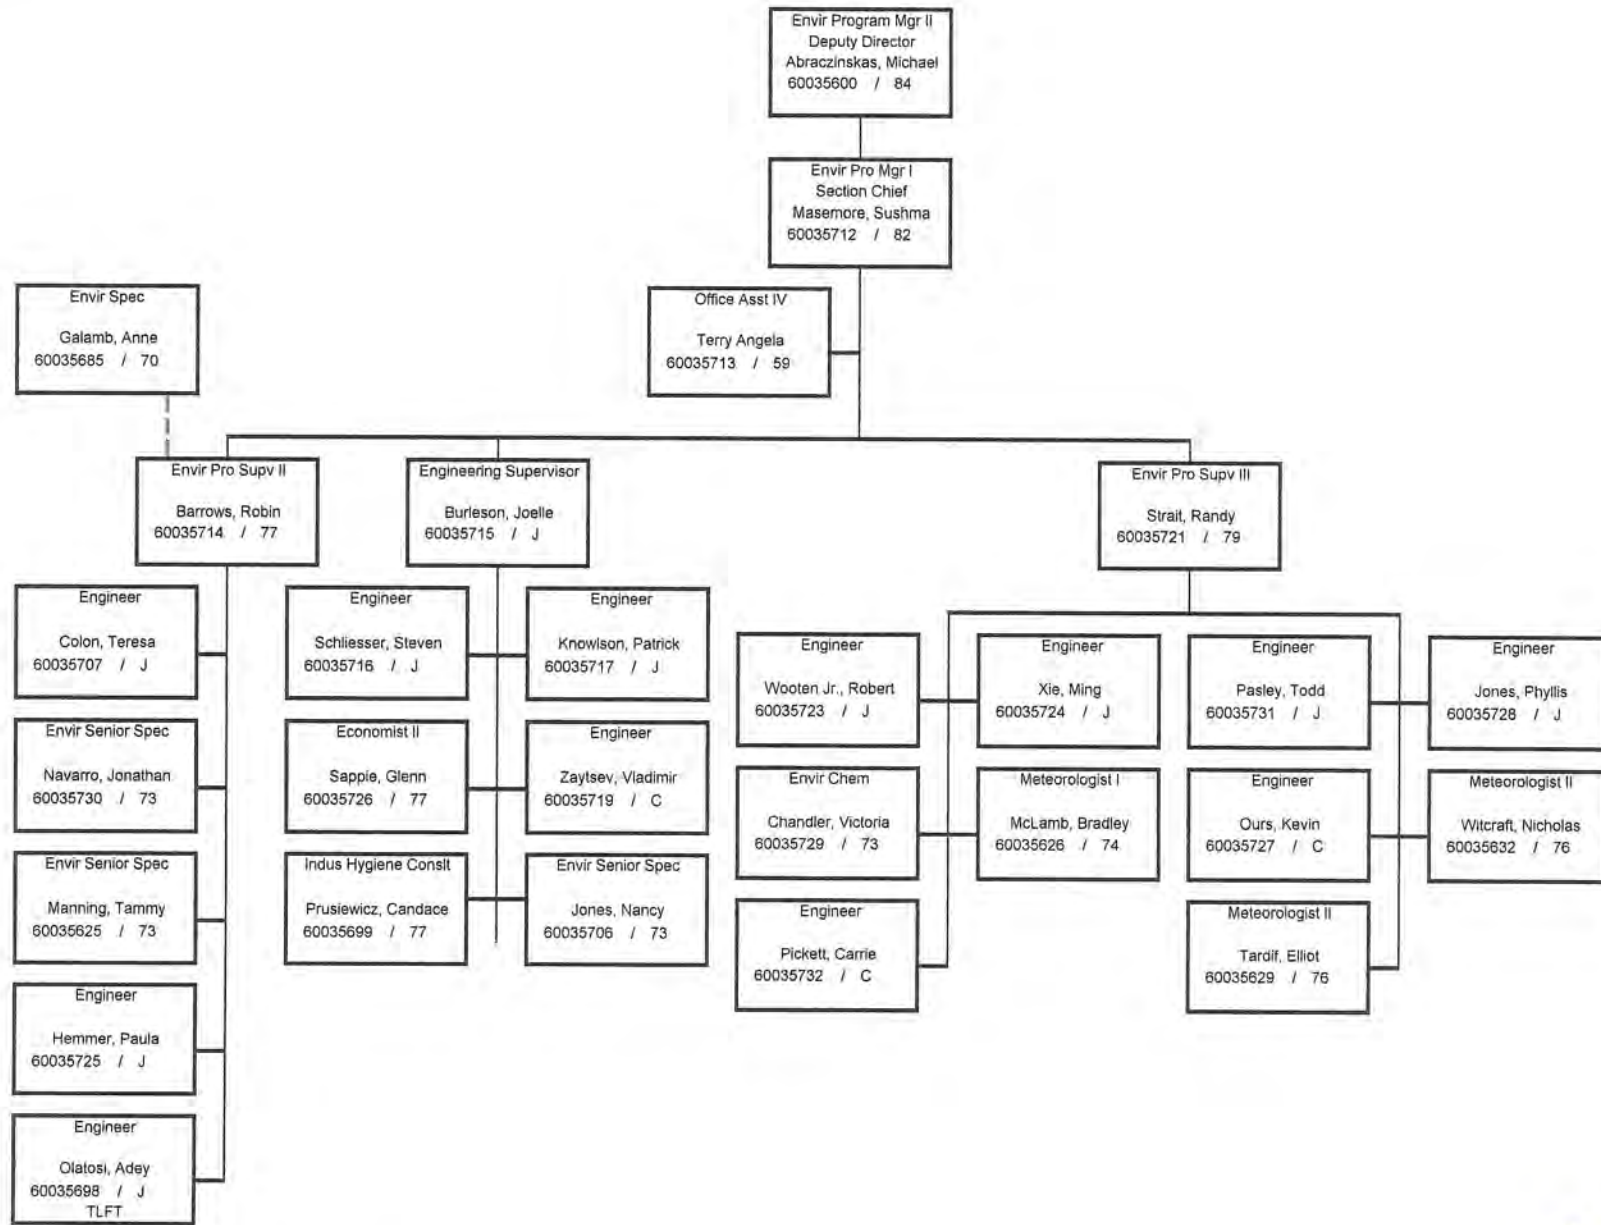 Envir Program Mgr II
Deputy Director
Abraczinskas, Michael
60035600 / 84
Envir Pro Mgr I
Section Chief
Masemore, Sushma
60035712 / 82
Envir Spec
Galamb, Anne
60035685 / 70
Office Asst IV
Terry Angela
60035713 / 59
Envir Pro Supv II
Barrows, Robin
60035714 / 77
Engineering Supervisor
Burleson, Joelle
60035715 / J
Envir Pro Supv III
Strait, Randy
60035721 / 79
Engineer
Colon, Teresa
60035707 / J
Envir Senior Spec
Navarro, Jonathan
60035730 / 73
Envir Senior Spec
Manning, Tammy
60035625 / 73
Engineer
Hemmer, Paula
60035725 / J
Engineer
Olatosi, Adey
60035698 / J
TLFT
Engineer
Schliesser, Steven
60035716 / J
Engineer
Knowlson, Patrick
60035717 / J
Economist II
Sappie, Glenn
60035726 / 77
Engineer
Zaytsev, Vladimir
60035719 / C
Indus Hygiene Conslt
Prusiewicz, Candace
60035699 / 77
Envir Senior Spec
Jones, Nancy
60035706 / 73
Engineer
Wooten Jr., Robert
60035723 / J
Engineer
Xie, Ming
60035724 / J
Envir Chem
Chandler, Victoria
60035729 / 73
Meteorologist I
McLamb, Bradley
60035626 / 74
Engineer
Pickett, Carrie
60035732 / C
Engineer
Pasley, Todd
60035731 / J
Engineer
Jones, Phyllis
60035728 / J
Engineer
Ours, Kevin
60035727 / C
Meteorologist II
Witcraft, Nicholas
60035632 / 76
Meteorologist II
Tardif, Elliot
60035629 / 76